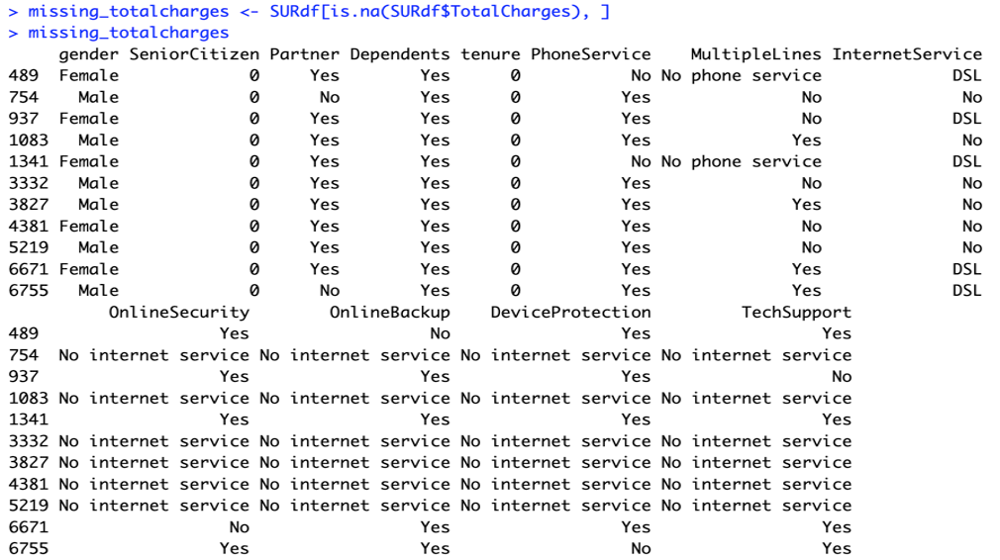 > missing_totalcharges <- SURdf[is.na(SURdf$TotalCharges), ]
> missing_totalcharges
     gender SeniorCitizen Partner Dependents tenure PhoneService    MultipleLines InternetService
489  Female             0     Yes        Yes      0           No No phone service             DSL
754    Male             0      No        Yes      0          Yes               No              No
937  Female             0     Yes        Yes      0          Yes               No             DSL
1083   Male             0     Yes        Yes      0          Yes              Yes              No
1341 Female             0     Yes        Yes      0           No No phone service             DSL
3332   Male             0     Yes        Yes      0          Yes               No              No
3827   Male             0     Yes        Yes      0          Yes              Yes              No
4381 Female             0     Yes        Yes      0          Yes               No              No
5219   Male             0     Yes        Yes      0          Yes               No              No
6671 Female             0     Yes        Yes      0          Yes              Yes             DSL
6755   Male             0      No        Yes      0          Yes              Yes             DSL
          OnlineSecurity        OnlineBackup    DeviceProtection         TechSupport
489                  Yes                  No                 Yes                 Yes
754  No internet service No internet service No internet service No internet service
937                  Yes                 Yes                 Yes                  No
1083 No internet service No internet service No internet service No internet service
1341                 Yes                 Yes                 Yes                 Yes
3332 No internet service No internet service No internet service No internet service
3827 No internet service No internet service No internet service No internet service
4381 No internet service No internet service No internet service No internet service
5219 No internet service No internet service No internet service No internet service
6671                  No                 Yes                 Yes                 Yes
6755                 Yes                 Yes                  No                 Yes